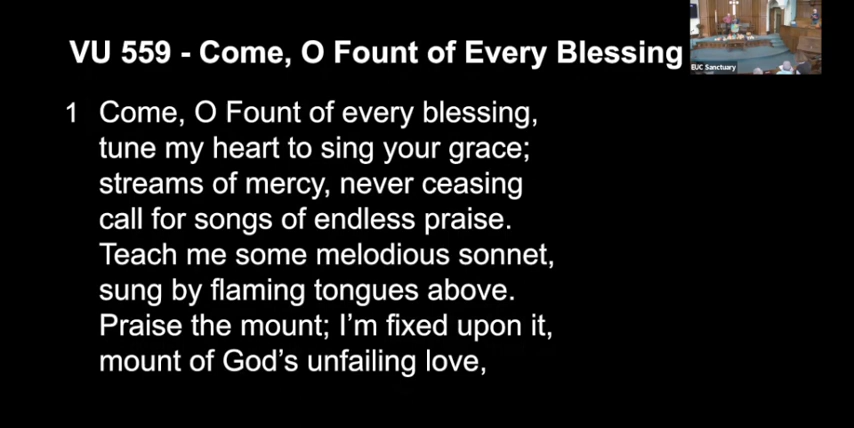 VU 559 - Come, O Fount of Every Blessing
EUC Sanctuary
1 Come, O Fount of every blessing,
tune my heart to sing your grace;
streams of mercy, never ceasing
call for songs of endless praise.
Teach me some melodious sonnet,
sung by flaming tongues above.
Praise the mount; I’m fixed upon it,
mount of God’s unfailing love,